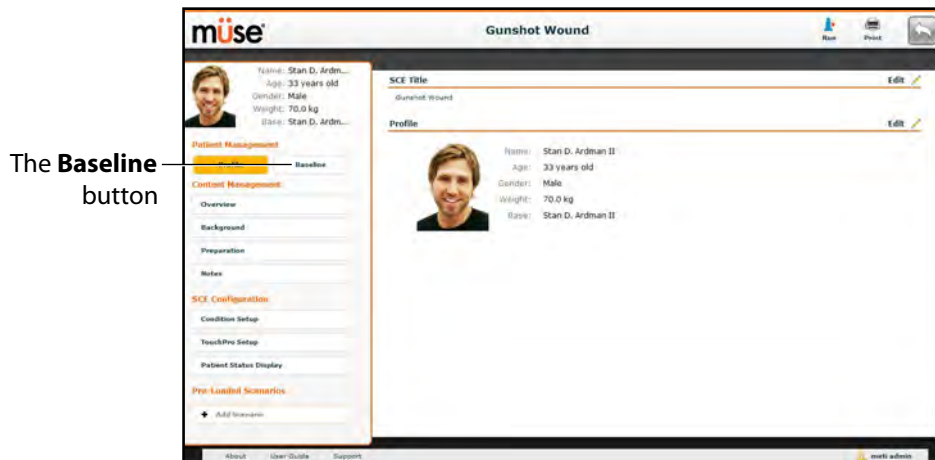 müse
Gunshot Wound
Run
Print
Name: Stan D. Ardm...
Age: 33 years old
Gender: Male
Weight: 70.0 kg
Base: Stan D. Ardm...
Patient Management
Profile
Baseline
The Baseline
button
Content Management
Overview
Background
Preparation
Notes
SCE Configuration
Condition Setup
TouchPro Setup
Patient Status Display
Pre-Loaded Scenarios
Add Scenario
SCE Title
Edit
Gunshot Wound
Profile
Edit
Name: Stan D. Ardman II
Age: 33 years old
Gender: Male
Weight: 70.0 kg
Base: Stan D. Ardman II
About
User Guide
Support
meti admin